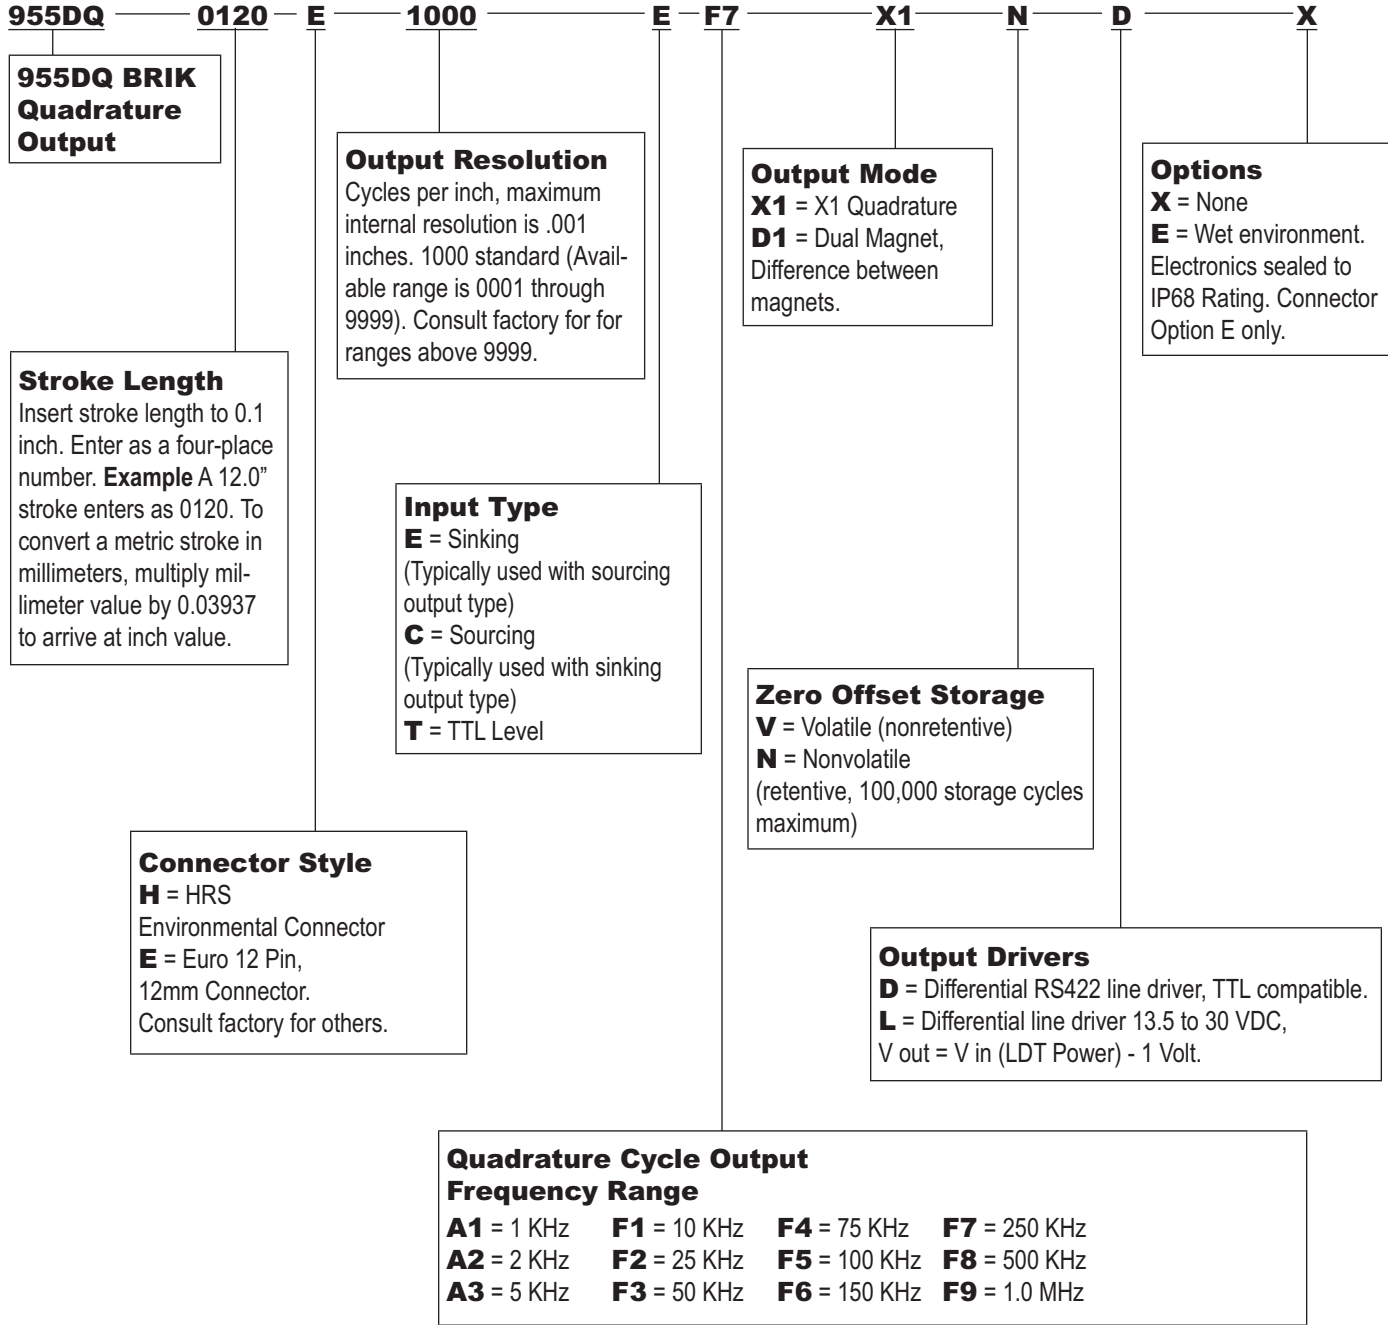 955DQ 0120 E 1000 E F7 X1 N D X
955DQ BRIK
Quadrature
Output
Output Resolution
Cycles per inch, maximum
internal resolution is .001
inches. 1000 standard (Avail-
able range is 0001 through
9999). Consult factory for for
ranges above 9999.
Output Mode
X1 = X1 Quadrature
D1 = Dual Magnet,
Difference between
magnets.
Options
X = None
E = Wet environment.
Electronics sealed to
IP68 Rating. Connector
Option E only.
Stroke Length
Insert stroke length to 0.1
inch. Enter as a four-place
number. Example A 12.0”
stroke enters as 0120. To
convert a metric stroke in
millimeters, multiply mil-
limeter value by 0.03937
to arrive at inch value.
Input Type
E = Sinking
(Typically used with sourcing
output type)
C = Sourcing
(Typically used with sinking
output type)
T = TTL Level
Zero Offset Storage
V = Volatile (nonretentive)
N = Nonvolatile
(retentive, 100,000 storage cycles
maximum)
Connector Style
H = HRS
Environmental Connector
E = Euro 12 Pin,
12mm Connector.
Consult factory for others.
Output Drivers
D = Differential RS422 line driver, TTL compatible.
L = Differential line driver 13.5 to 30 VDC,
V out = V in (LDT Power) - 1 Volt.
Quadrature Cycle Output
Frequency Range
A1 = 1 KHz F1 = 10 KHz F4 = 75 KHz F7 = 250 KHz
A2 = 2 KHz F2 = 25 KHz F5 = 100 KHz F8 = 500 KHz
A3 = 5 KHz F3 = 50 KHz F6 = 150 KHz F9 = 1.0 MHz